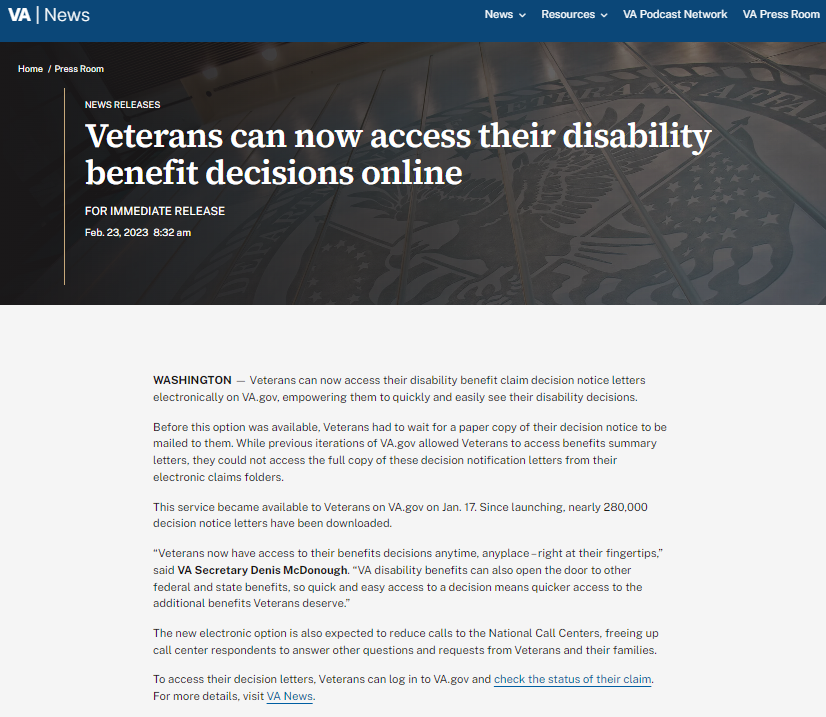 VA | News
News Resources VA Podcast Network VA Press Room
Home / Press Room
NEWS RELEASES
Veterans can now access their disability
benefit decisions online
FOR IMMEDIATE RELEASE
Feb. 23, 2023 8:32 am
WASHINGTON — Veterans can now access their disability benefit claim decision notice letters
electronically on VA.gov, empowering them to quickly and easily see their disability decisions.
Before this option was available, Veterans had to wait for a paper copy of their decision notice to be
mailed to them. While previous iterations of VA.gov allowed Veterans to access benefits summary
letters, they could not access the full copy of these decision notification letters from their
electronic claims folders.
This service became available to Veterans on VA.gov on Jan. 17. Since launching, nearly 280,000
decision notice letters have been downloaded.
“Veterans now have access to their benefits decisions anytime, anyplace – right at their fingertips,”
said VA Secretary Denis McDonough. “VA disability benefits can also open the door to other
federal and state benefits, so quick and easy access to a decision means quicker access to the
additional benefits Veterans deserve.”
The new electronic option is also expected to reduce calls to the National Call Centers, freeing up
call center respondents to answer other questions and requests from Veterans and their families.
To access their decision letters, Veterans can log in to VA.gov and check the status of their claim.
For more details, visit VA News.